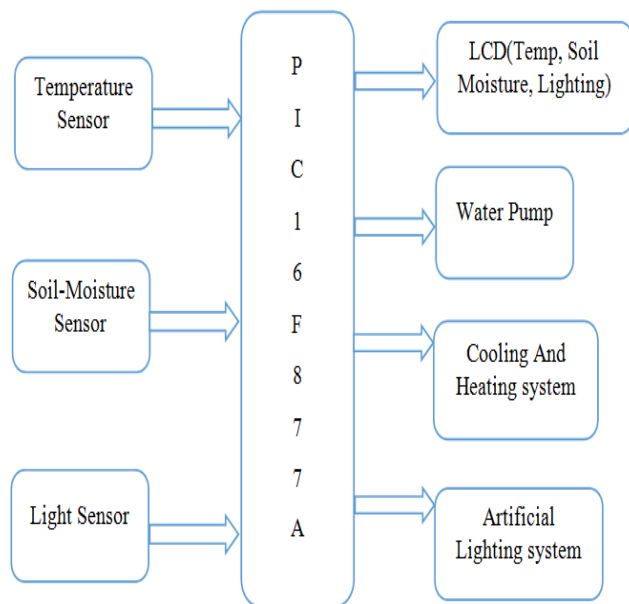 Temperature
Sensor
Soil-Moisture
Sensor
Light Sensor
P
I
C
1
6
F
8
7
7
A
LCD(Temp, Soil
Moisture, Lighting)
Water Pump
Cooling And
Heating system
Artificial
Lighting system